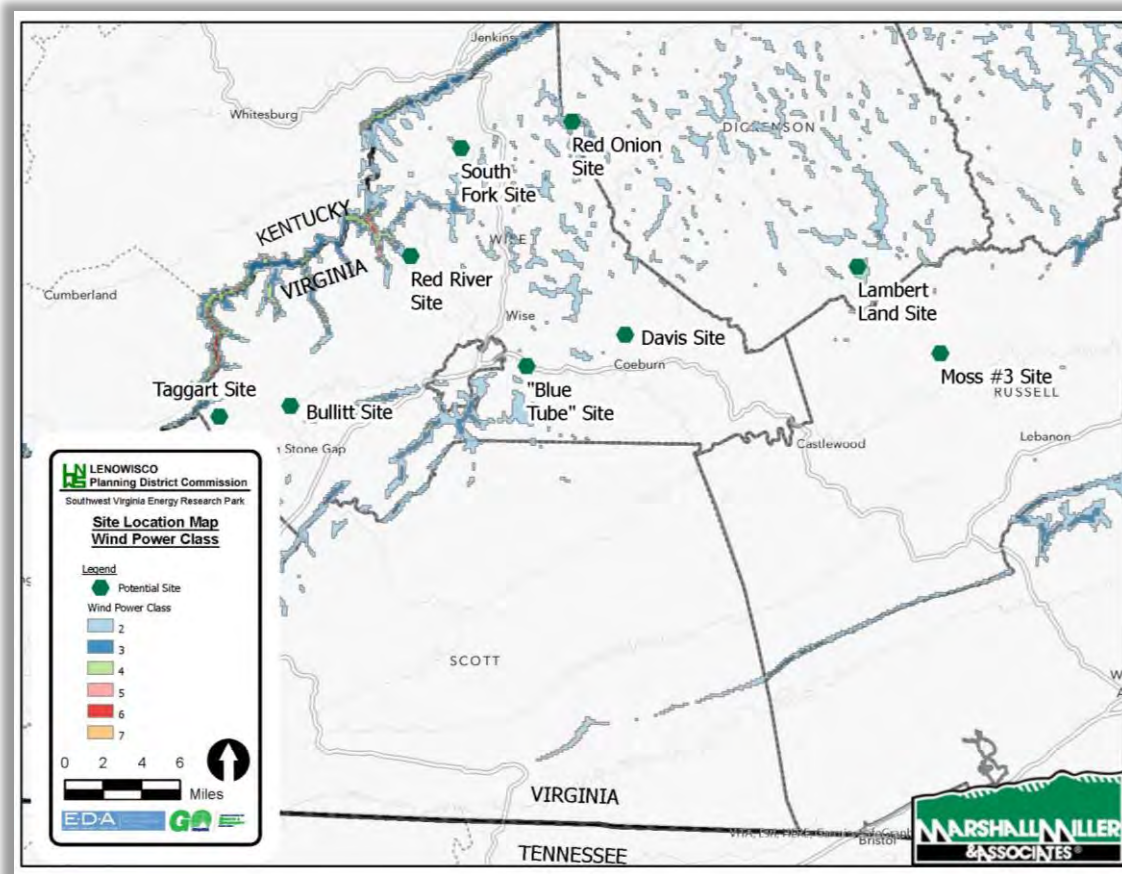 Jenkins
Whitesburg
DICKENSON
Red Onion
Site
South
Fork Site
KENTUCKY
WISE
VIRGINIA
Red River
Site
Cumberland
Lambert
Land Site
Wise
Davis Site
Coeburn
Moss #3 Site
RUSSELL
Taggart Site
Bullitt Site
"Blue
Tube" Site
Stone Gap
Castlewood
Lebanon
LENOWISCO
Planning District Commission
Southwest Virginia Energy Research Park
Site Location Map
Wind Power Class
Legend
Potential Site
Wind Power Class
2
3
4
5
6
7
0 2 4 6
Miles
E·D·A
GO
SCOTT
VIRGINIA
TENNESSEE
Bristol
MARSHALL MILLER
& ASSOCIATES®